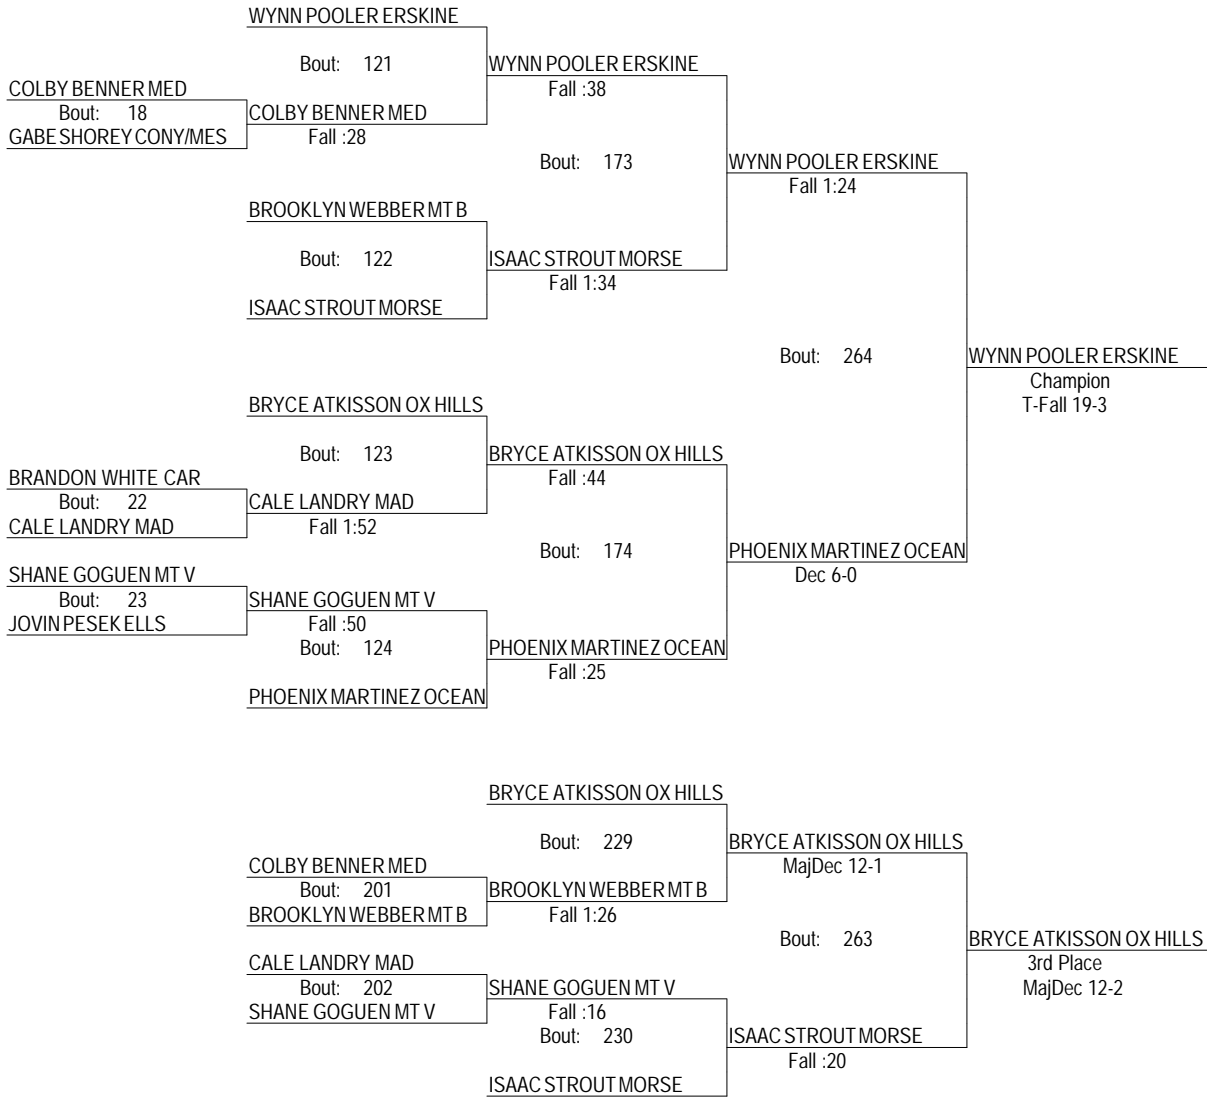 WYNN POOLER ERSKINE
Bout: 121
WYNN POOLER ERSKINE
Fall :38
COLBY BENNER MED
Bout: 18
COLBY BENNER MED
GABE SHOREY CONY/MES
Fall :28
Bout: 173
WYNN POOLER ERSKINE
Fall 1:24
BROOKLYN WEBBER MT B
Bout: 122
ISAAC STROUT MORSE
Fall 1:34
ISAAC STROUT MORSE
Bout: 264
WYNN POOLER ERSKINE
Champion
T-Fall 19-3
BRYCE ATKISSON OX HILLS
Bout: 123
BRYCE ATKISSON OX HILLS
Fall :44
BRANDON WHITE CAR
Bout: 22
CALE LANDRY MAD
CALE LANDRY MAD
Fall 1:52
Bout: 174
PHOENIX MARTINEZ OCEAN
Dec 6-0
SHANE GOGUEN MT V
Bout: 23
SHANE GOGUEN MT V
JOVIN PESEK ELLS
Fall :50
Bout: 124
PHOENIX MARTINEZ OCEAN
Fall :25
PHOENIX MARTINEZ OCEAN
BRYCE ATKISSON OX HILLS
Bout: 229
BRYCE ATKISSON OX HILLS
MajDec 12-1
COLBY BENNER MED
Bout: 201
BROOKLYN WEBBER MT B
BROOKLYN WEBBER MT B
Fall 1:26
Bout: 263
BRYCE ATKISSON OX HILLS
3rd Place
MajDec 12-2
CALE LANDRY MAD
Bout: 202
SHANE GOGUEN MT V
SHANE GOGUEN MT V
Fall :16
Bout: 230
ISAAC STROUT MORSE
Fall :20
ISAAC STROUT MORSE